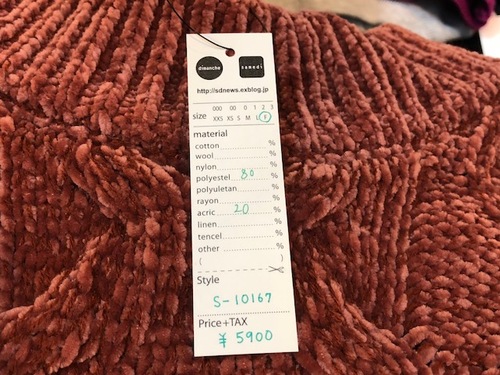 dimanche samedi
http://sdnews.exblog.jp
000 00 0 1 2 3
size XXS XS S M L F
material
cotton %
wool %
nylon %
polyestel 80 %
polyuletan %
rayon %
acric 20 %
linen %
tencel %
other %
( )
Style
S-10167
Price+TAX
¥ 5900